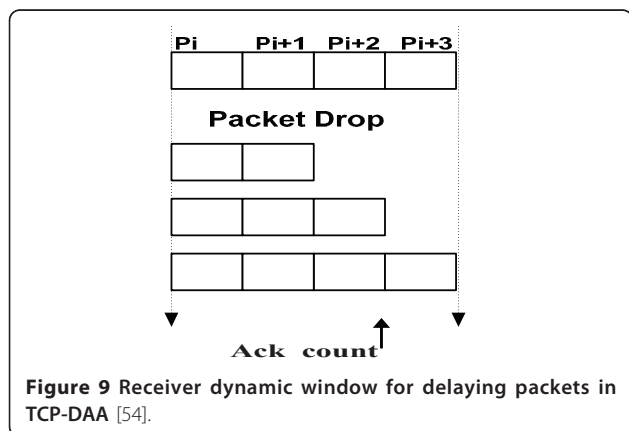 Pi Pi+1 Pi+2 Pi+3
Packet Drop
Ack count
Figure 9 Receiver dynamic window for delaying packets in
TCP-DAA [54].